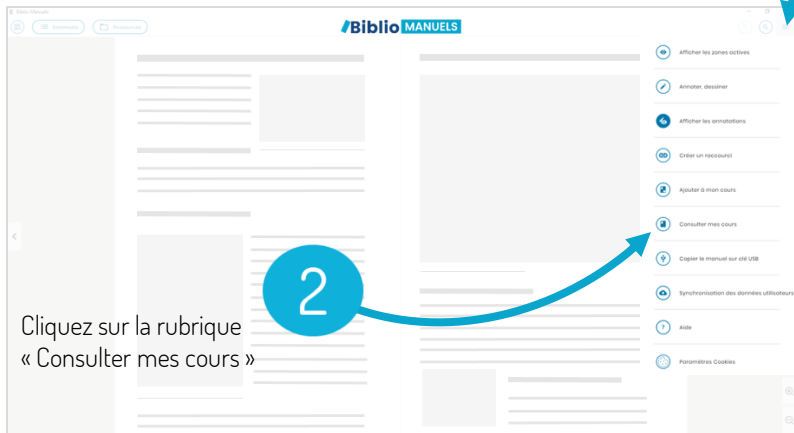 Biblio Manuels
Sommaire
Ressources
/Biblio MANUELS
Afficher les zones actives
Annoter, dessiner
Afficher les annotations
Créer un raccourci
Ajouter à mon cours
Consulter mes cours
Copier le manuel sur clé USB
Synchronisation des données utilisateurs
Aide
Paramètres Cookies
2
Cliquez sur la rubrique
« Consulter mes cours »